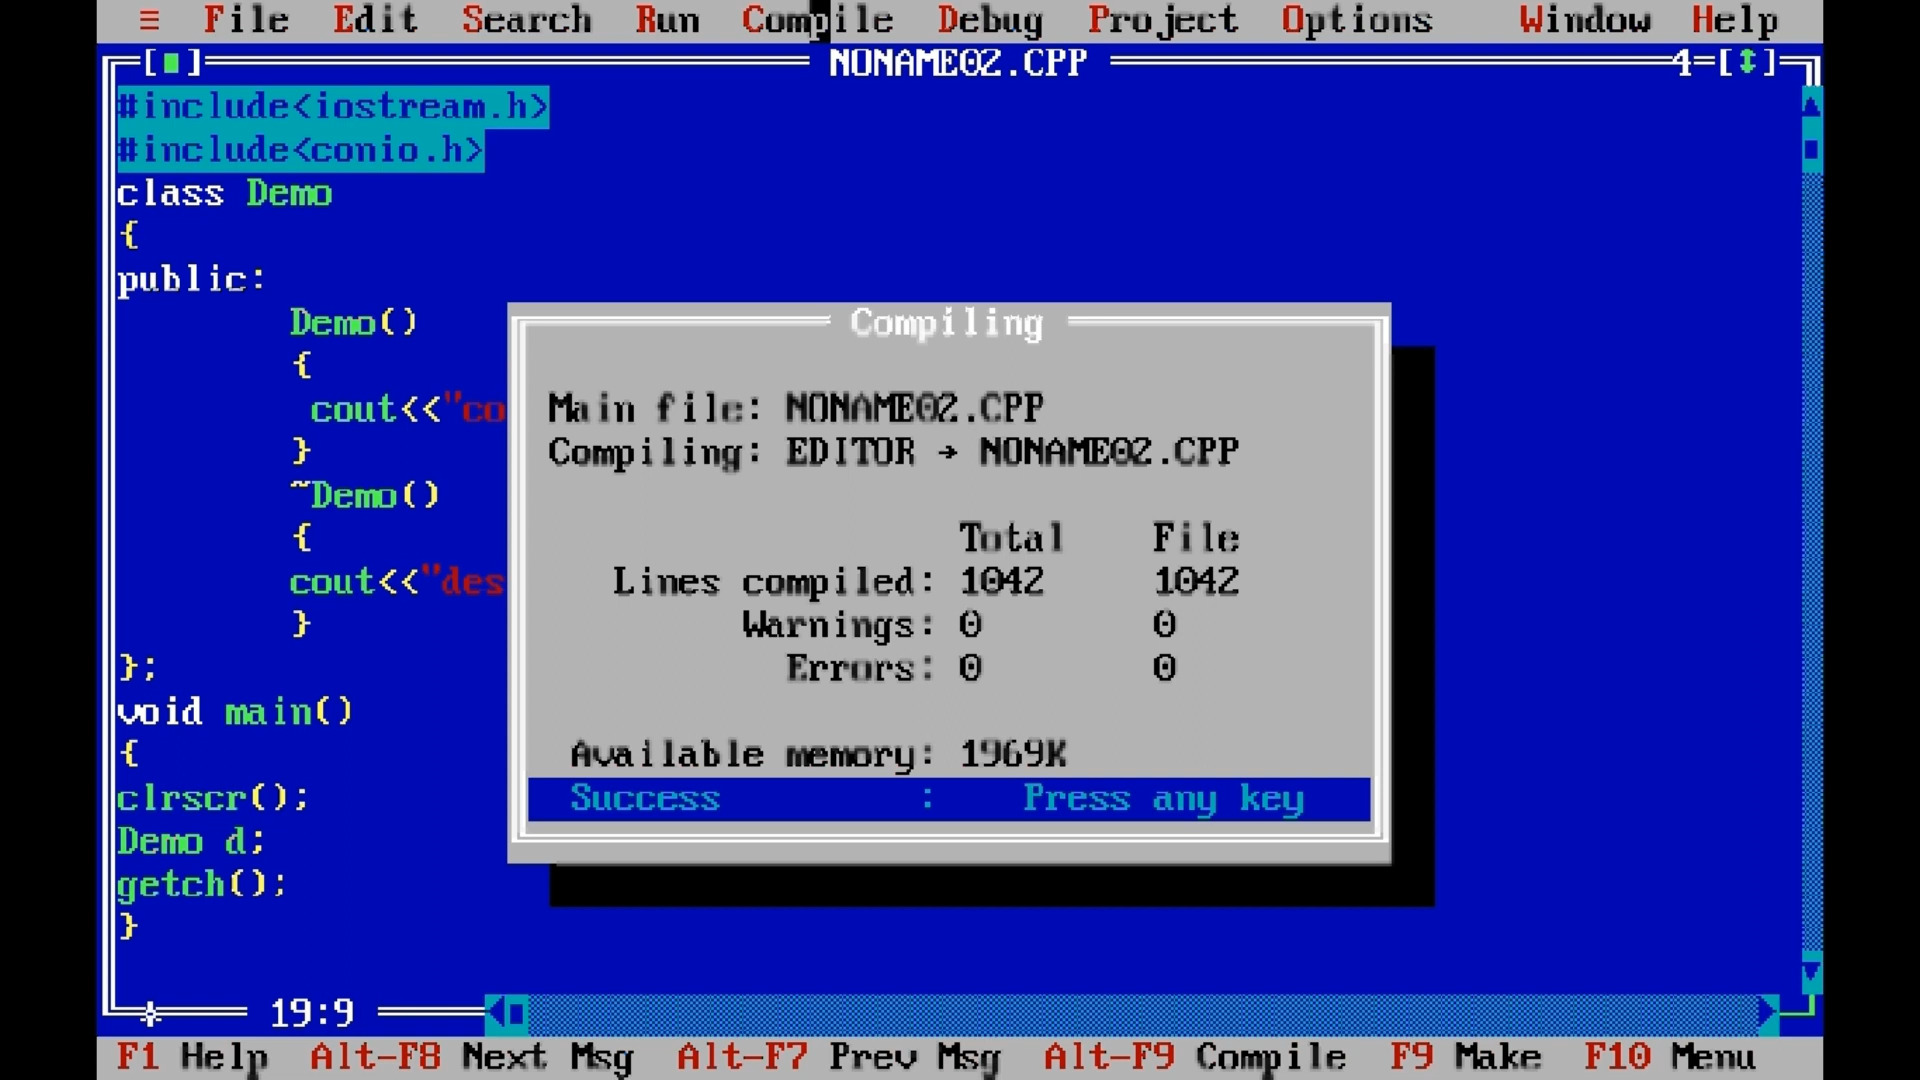 ≡ File Edit Search Run Compile Debug Project Options Window Help
[■] NONAME02.CPP 4=[↕]
#include<iostream.h>
#include<conio.h>
class Demo
{
public:
Demo()
{
cout<<"co
}
~Demo()
{
cout<<"des
}
};
void main()
{
clrscr();
Demo d;
getch();
}
Compiling
Main file: NONAME02.CPP
Compiling: EDITOR → NONAME02.CPP
Total File
Lines compiled: 1042 1042
Warnings: 0 0
Errors: 0 0
Available memory: 1969K
Success : Press any key
19:9
F1 Help Alt-F8 Next Msg Alt-F7 Prev Msg Alt-F9 Compile F9 Make F10 Menu